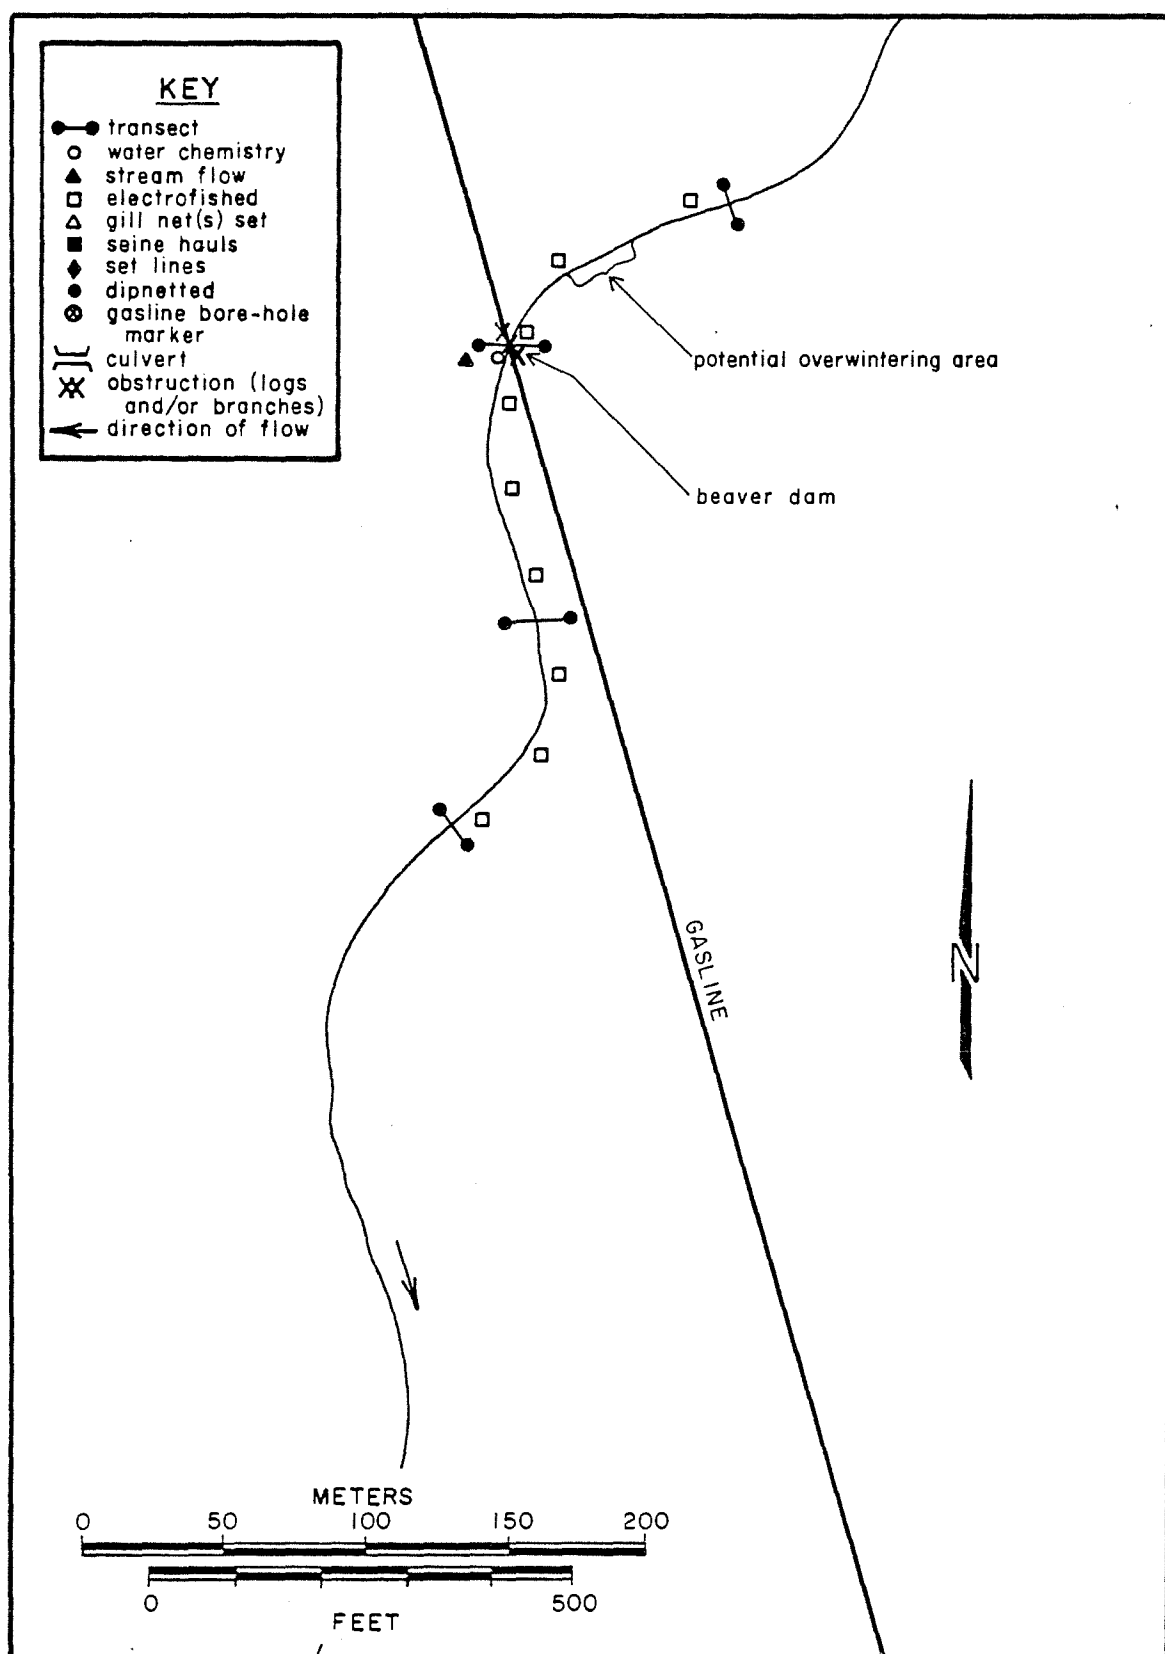 KEY
transect
water chemistry
stream flow
electrofished
gill net(s) set
seine hauls
set lines
dipnetted
gasline bore-hole
marker
culvert
obstruction (logs
and/or branches)
direction of flow
potential overwintering area
beaver dam
GASLINE
N
METERS
0 50 100 150 200
0 500
FEET